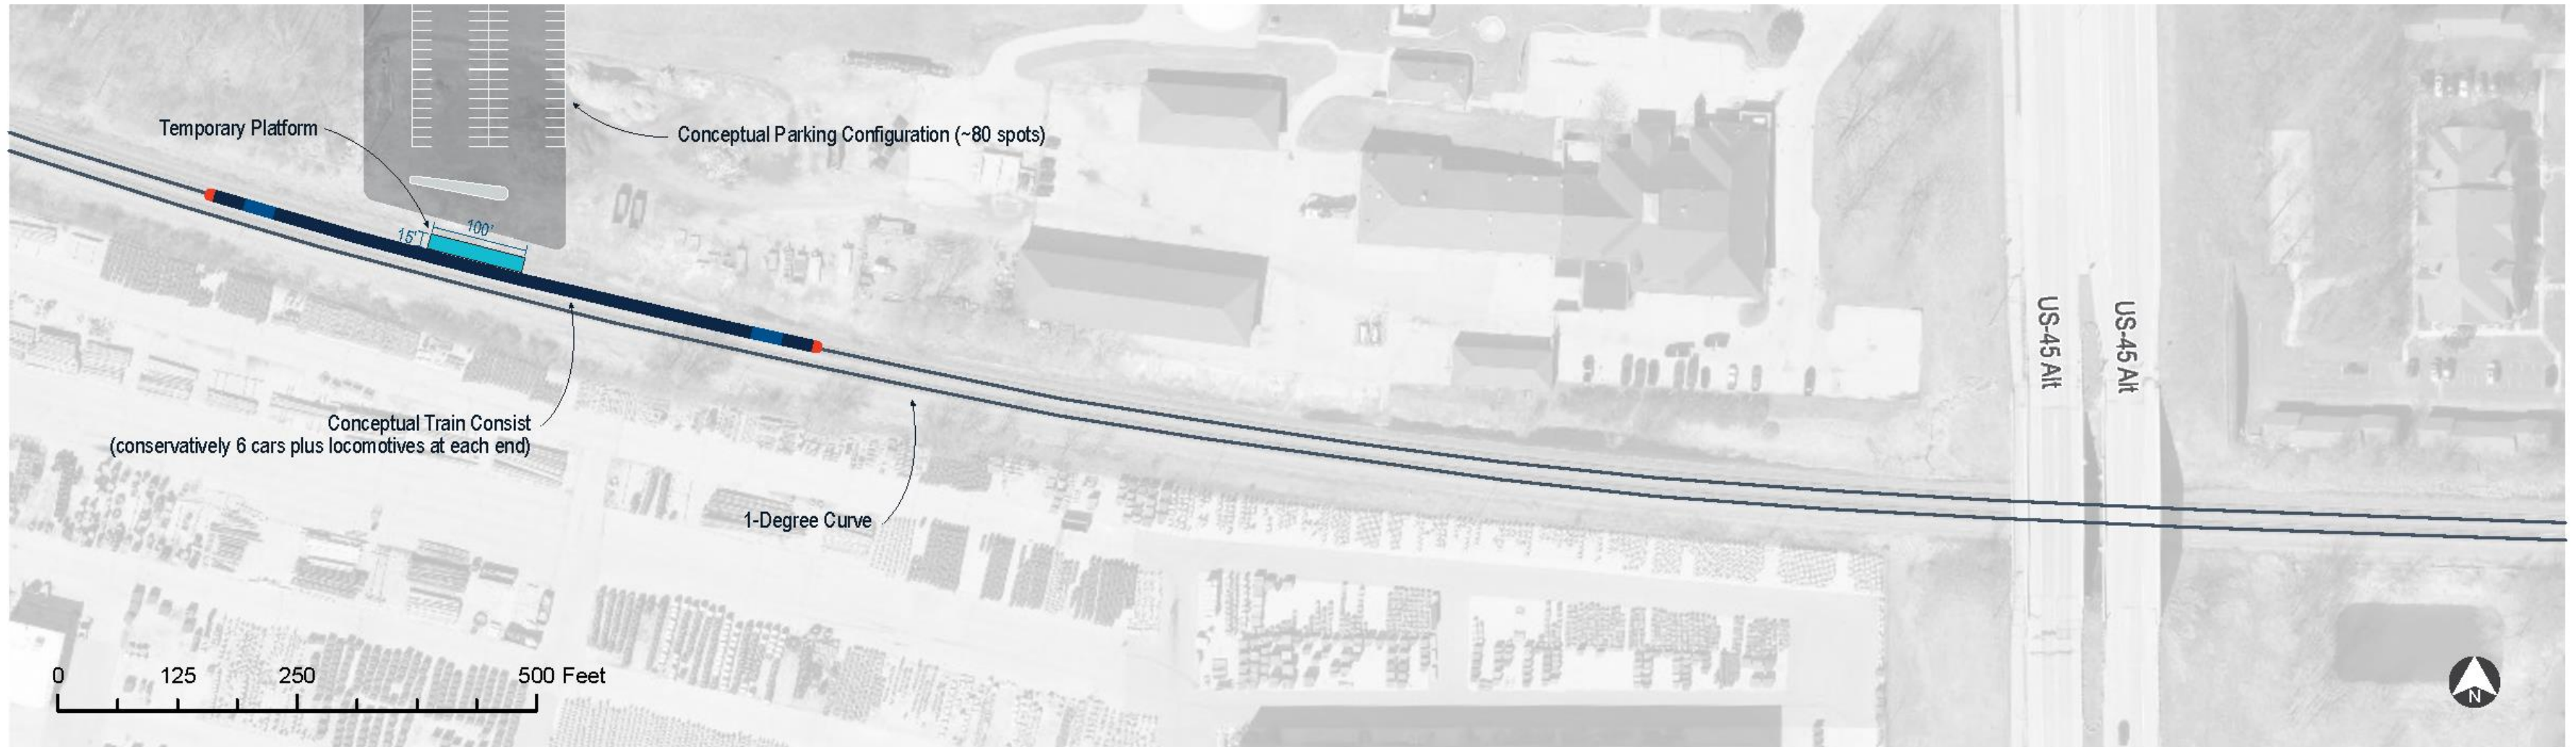 Temporary Platform
Conceptual Parking Configuration (~80 spots)
100'
15'
Conceptual Train Consist
(conservatively 6 cars plus locomotives at each end)
1-Degree Curve
US-45 Alt
US-45 Alt
0 125 250 500 Feet
N